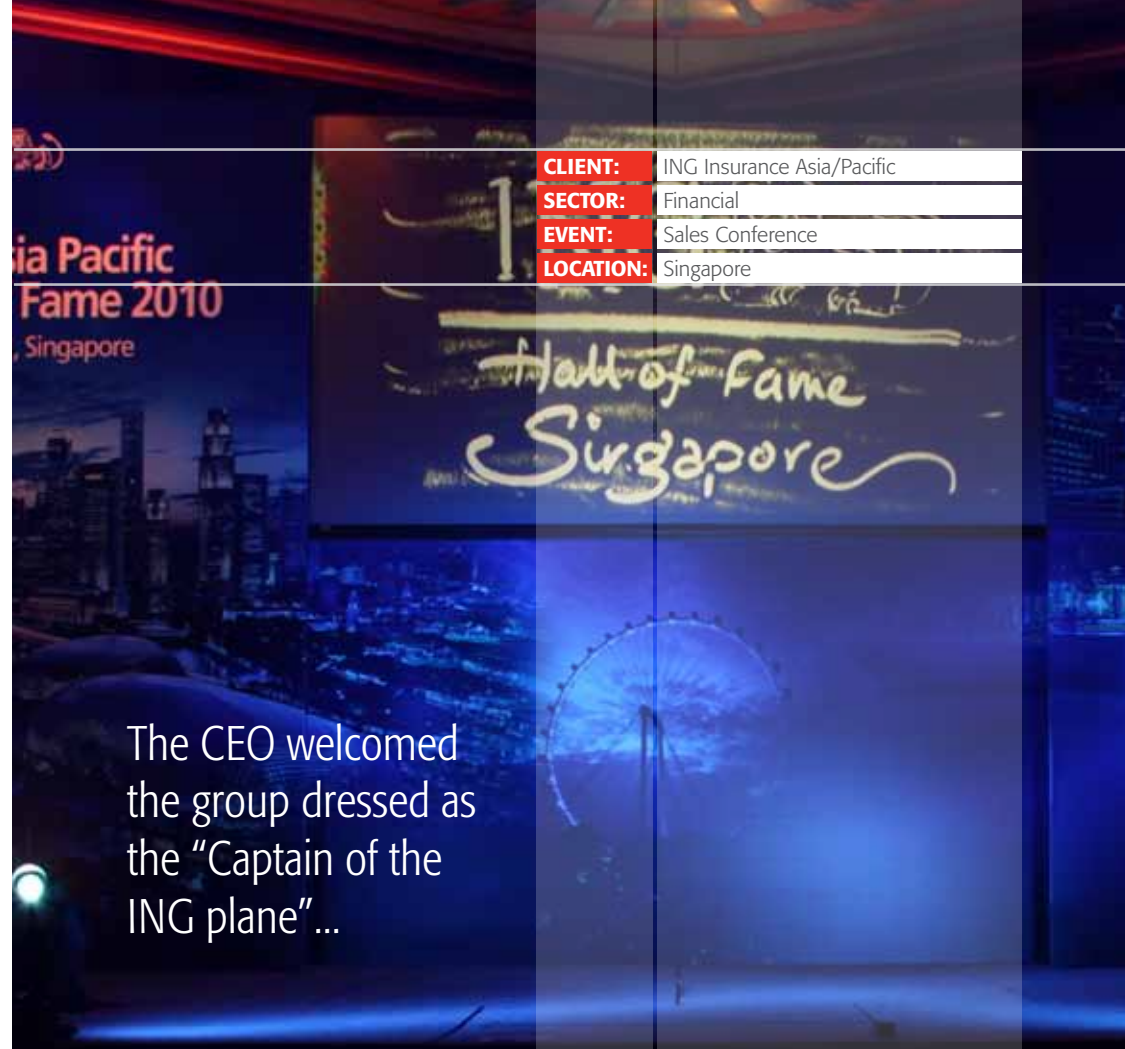 CLIENT: ING Insurance Asia/Pacific
SECTOR: Financial
EVENT: Sales Conference
LOCATION: Singapore
Pacific
Fame 2010
, Singapore
Hall of Fame
Singapore
The CEO welcomed
the group dressed as
the “Captain of the
ING plane”...